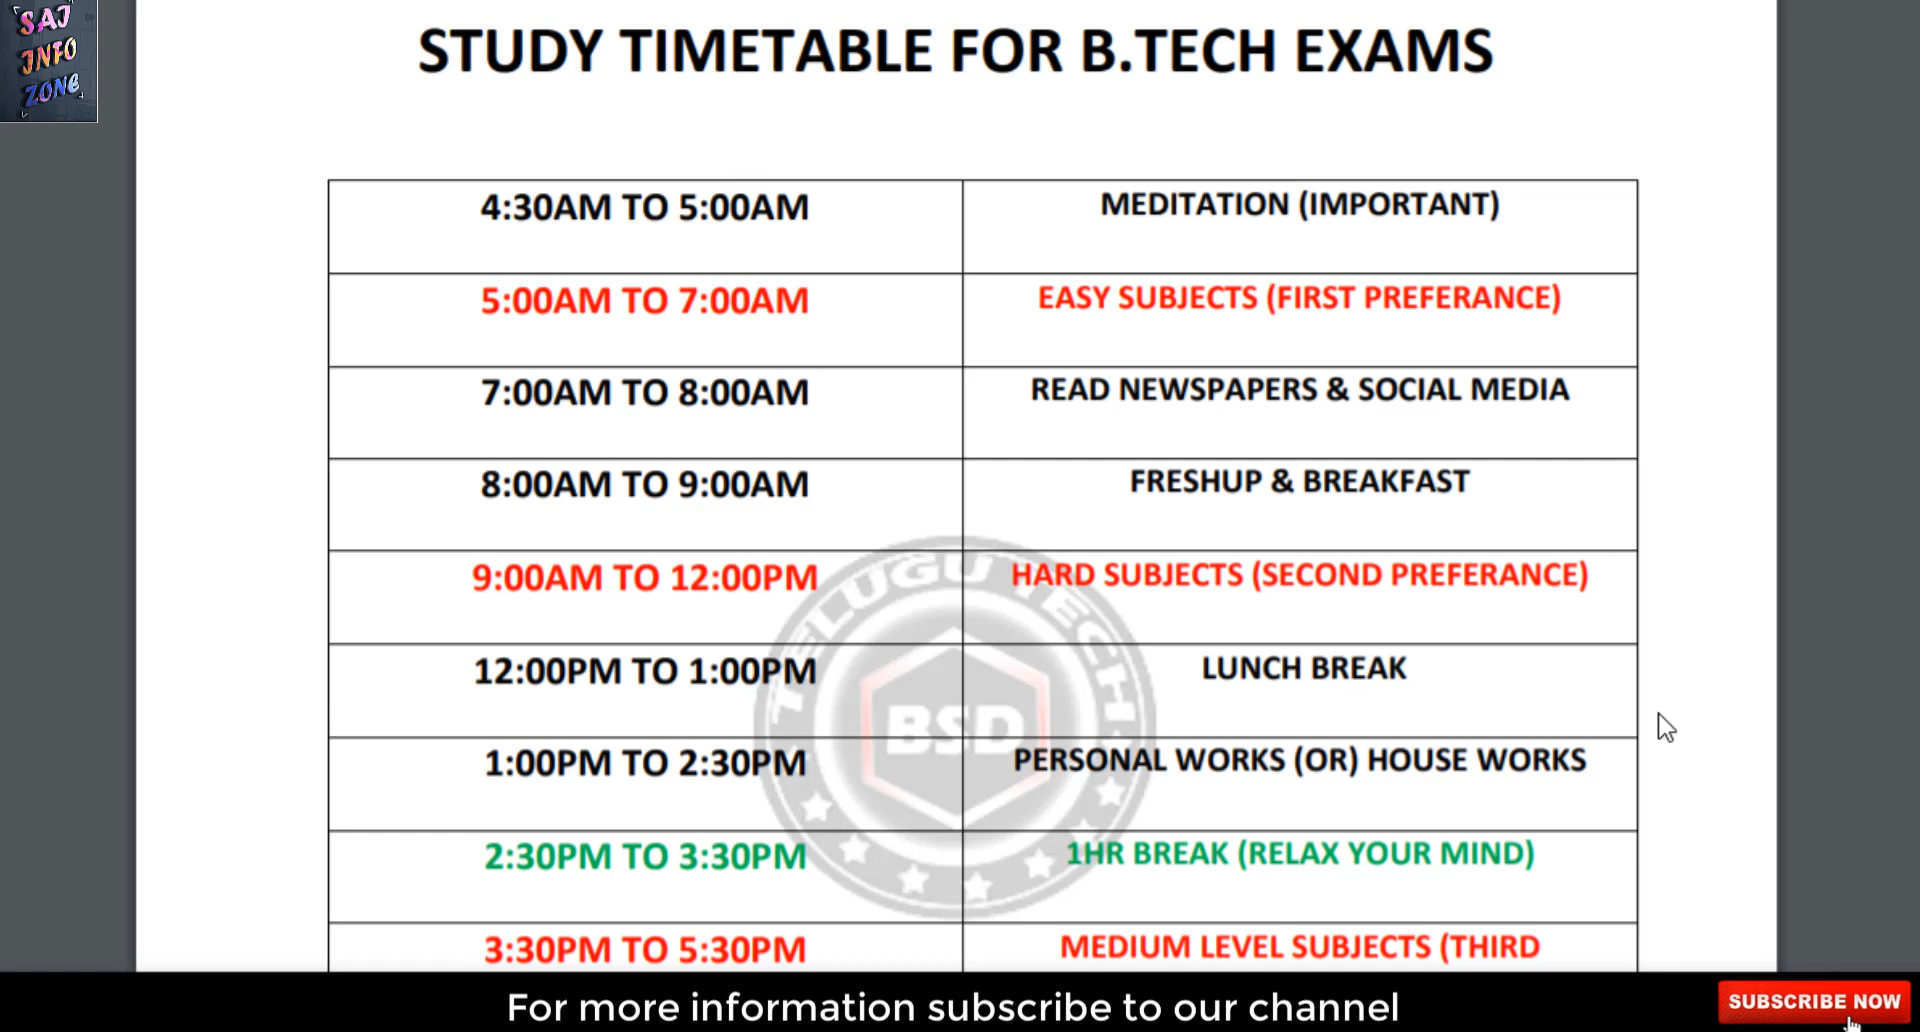 SAJ
INFO
ZONE
STUDY TIMETABLE FOR B.TECH EXAMS
4:30AM TO 5:00AM MEDITATION (IMPORTANT)
5:00AM TO 7:00AM EASY SUBJECTS (FIRST PREFERANCE)
7:00AM TO 8:00AM READ NEWSPAPERS & SOCIAL MEDIA
8:00AM TO 9:00AM FRESHUP & BREAKFAST
9:00AM TO 12:00PM HARD SUBJECTS (SECOND PREFERANCE)
12:00PM TO 1:00PM LUNCH BREAK
1:00PM TO 2:30PM PERSONAL WORKS (OR) HOUSE WORKS
2:30PM TO 3:30PM 1HR BREAK (RELAX YOUR MIND)
3:30PM TO 5:30PM MEDIUM LEVEL SUBJECTS (THIRD
TELUGU TECH
BSD
For more information subscribe to our channel
SUBSCRIBE NOW